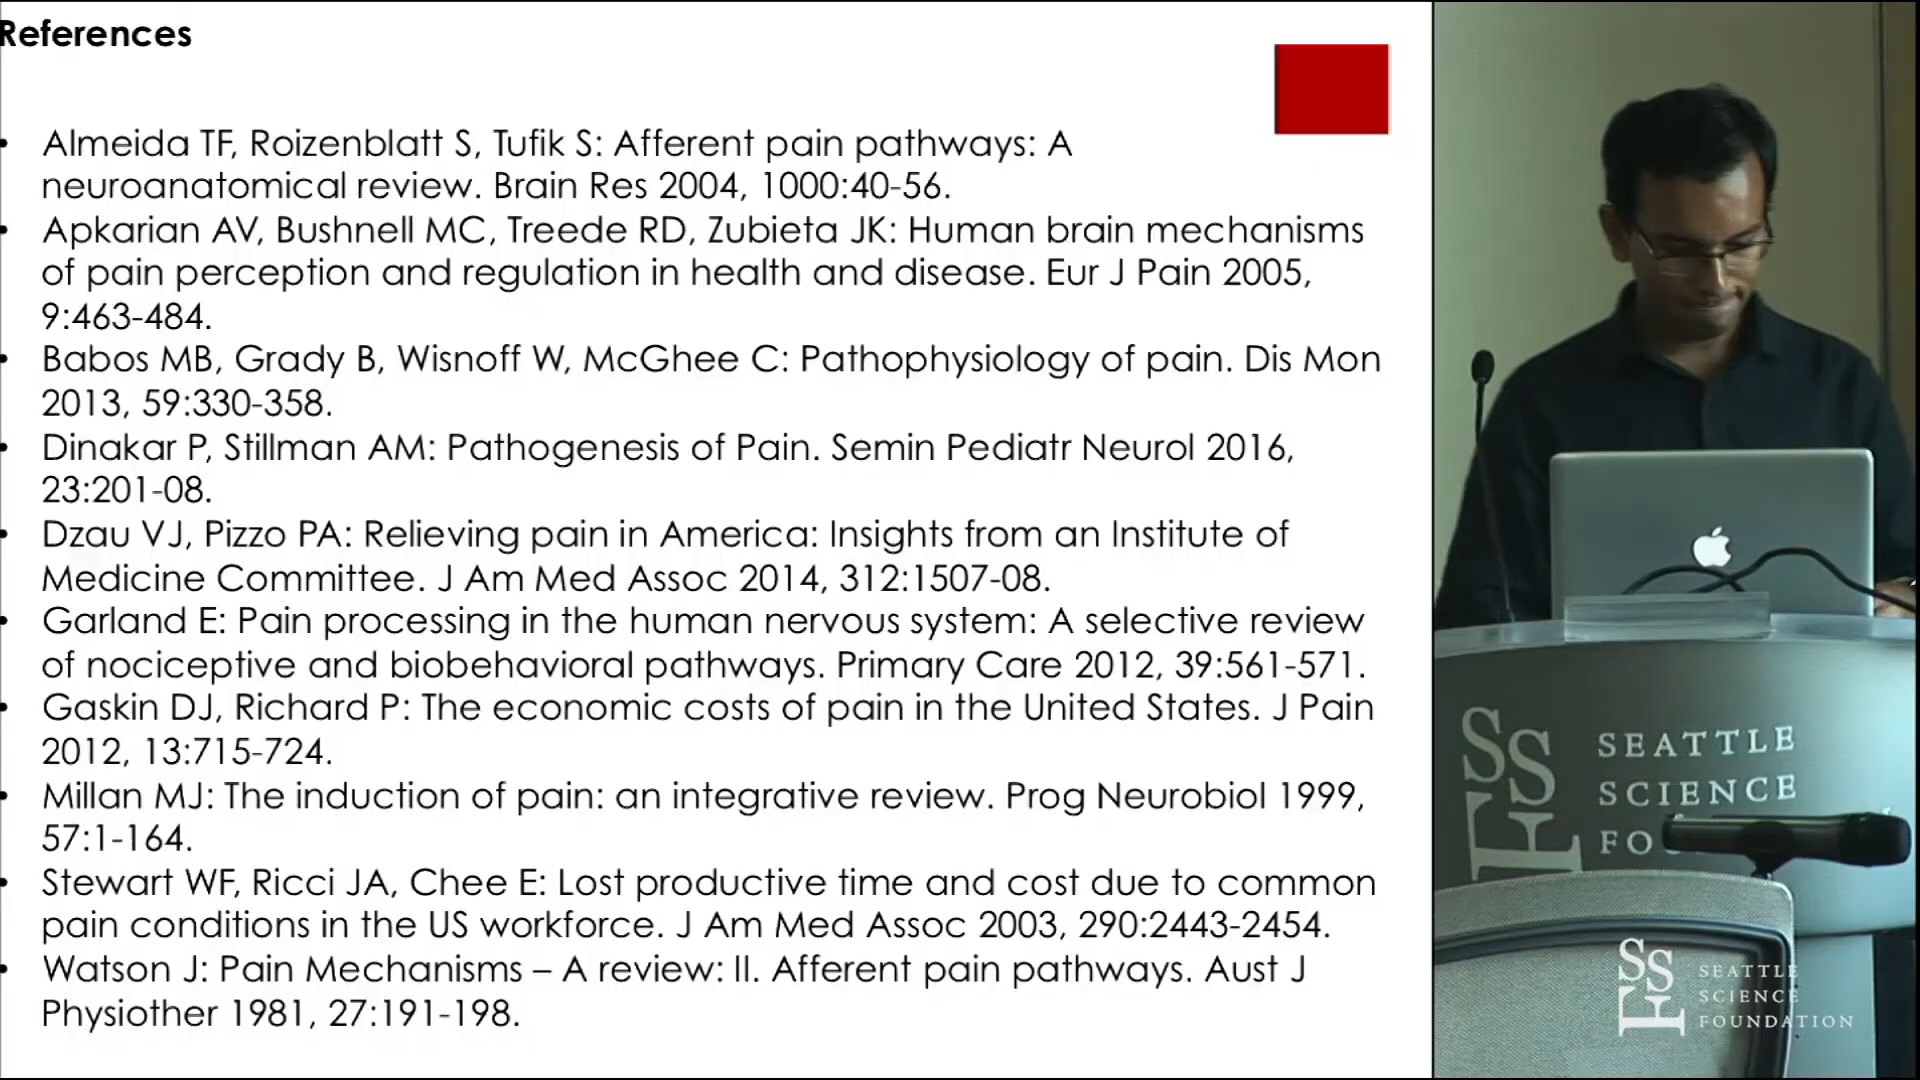 References
• Almeida TF, Roizenblatt S, Tufik S: Afferent pain pathways: A
neuroanatomical review. Brain Res 2004, 1000:40-56.
• Apkarian AV, Bushnell MC, Treede RD, Zubieta JK: Human brain mechanisms
of pain perception and regulation in health and disease. Eur J Pain 2005,
9:463-484.
• Babos MB, Grady B, Wisnoff W, McGhee C: Pathophysiology of pain. Dis Mon
2013, 59:330-358.
• Dinakar P, Stillman AM: Pathogenesis of Pain. Semin Pediatr Neurol 2016,
23:201-08.
• Dzau VJ, Pizzo PA: Relieving pain in America: Insights from an Institute of
Medicine Committee. J Am Med Assoc 2014, 312:1507-08.
• Garland E: Pain processing in the human nervous system: A selective review
of nociceptive and biobehavioral pathways. Primary Care 2012, 39:561-571.
• Gaskin DJ, Richard P: The economic costs of pain in the United States. J Pain
2012, 13:715-724.
• Millan MJ: The induction of pain: an integrative review. Prog Neurobiol 1999,
57:1-164.
• Stewart WF, Ricci JA, Chee E: Lost productive time and cost due to common
pain conditions in the US workforce. J Am Med Assoc 2003, 290:2443-2454.
• Watson J: Pain Mechanisms – A review: II. Afferent pain pathways. Aust J
Physiother 1981, 27:191-198.
SSF
SEATTLE
SCIENCE
FO
SSF
SEATTLE
SCIENCE
FOUNDATION